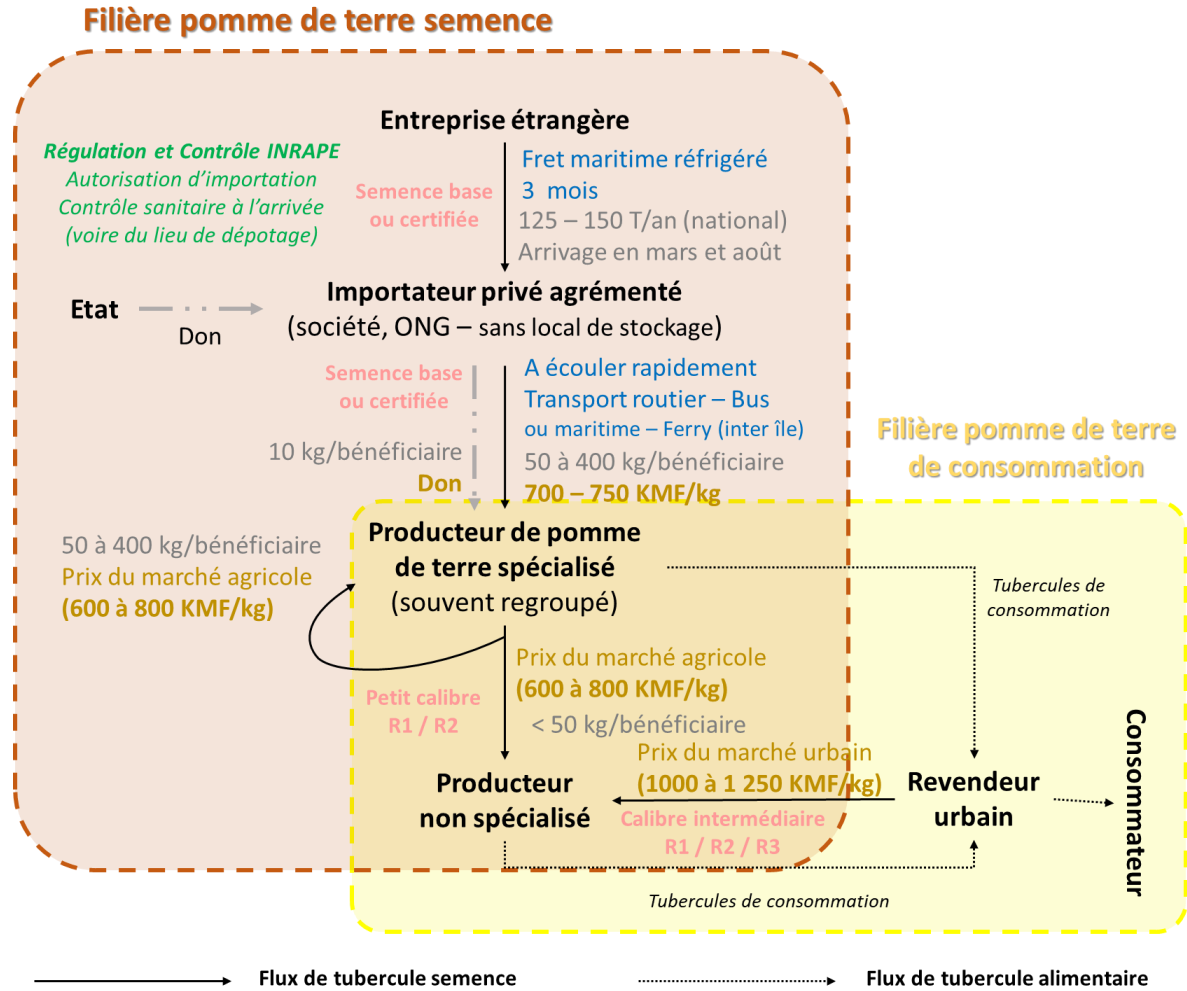 Filière pomme de terre semence
Entreprise étrangère
Régulation et Contrôle INRAPE
Autorisation d'importation
Contrôle sanitaire à l'arrivée
(voire du lieu de dépotage)
Semence base
ou certifiée
Fret maritime réfrigéré
3 mois
125 – 150 T/an (national)
Arrivage en mars et août
Etat
Don
Importateur privé agrémenté
(société, ONG – sans local de stockage)
Semence base
ou certifiée
10 kg/bénéficiaire
Don
A écouler rapidement
Transport routier – Bus
ou maritime – Ferry (inter île)
50 à 400 kg/bénéficiaire
700 – 750 KMF/kg
Filière pomme de terre
de consommation
Producteur de pomme
de terre spécialisé
(souvent regroupé)
50 à 400 kg/bénéficiaire
Prix du marché agricole
(600 à 800 KMF/kg)
Tubercules de
consommation
Prix du marché agricole
(600 à 800 KMF/kg)
< 50 kg/bénéficiaire
Petit calibre
R1 / R2
Prix du marché urbain
(1000 à 1 250 KMF/kg)
Producteur
non spécialisé
Calibre intermédiaire
R1 / R2 / R3
Revendeur
urbain
Consommateur
Tubercules de consommation
Flux de tubercule semence
Flux de tubercule alimentaire